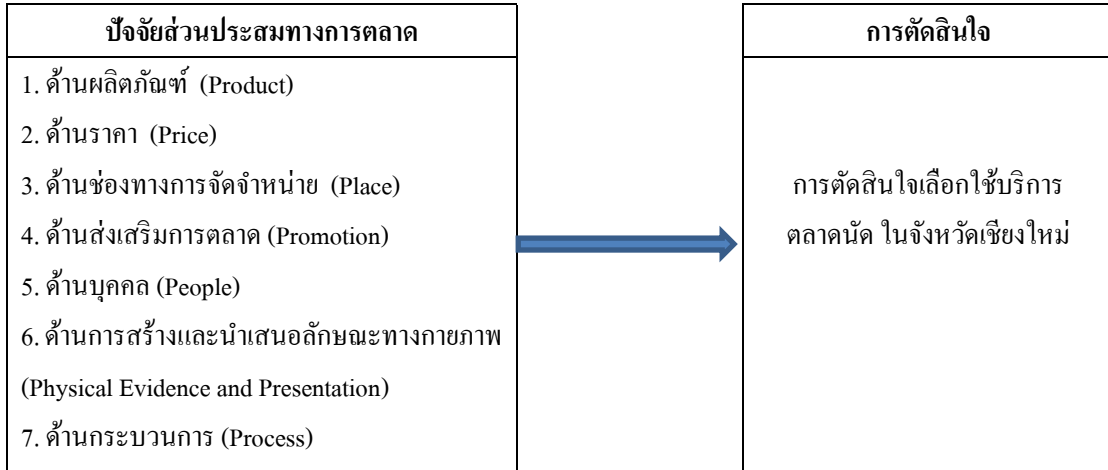 ปัจจัยส่วนประสมทางการตลาด
1. ด้านผลิตภัณฑ์ (Product)
2. ด้านราคา (Price)
3. ด้านช่องทางการจัดจำหน่าย (Place)
4. ด้านส่งเสริมการตลาด (Promotion)
5. ด้านบุคคล (People)
6. ด้านการสร้างและนำเสนอลักษณะทางกายภาพ
(Physical Evidence and Presentation)
7. ด้านกระบวนการ (Process)
การตัดสินใจ
การตัดสินใจเลือกใช้บริการ
ตลาดนัด ในจังหวัดเชียงใหม่